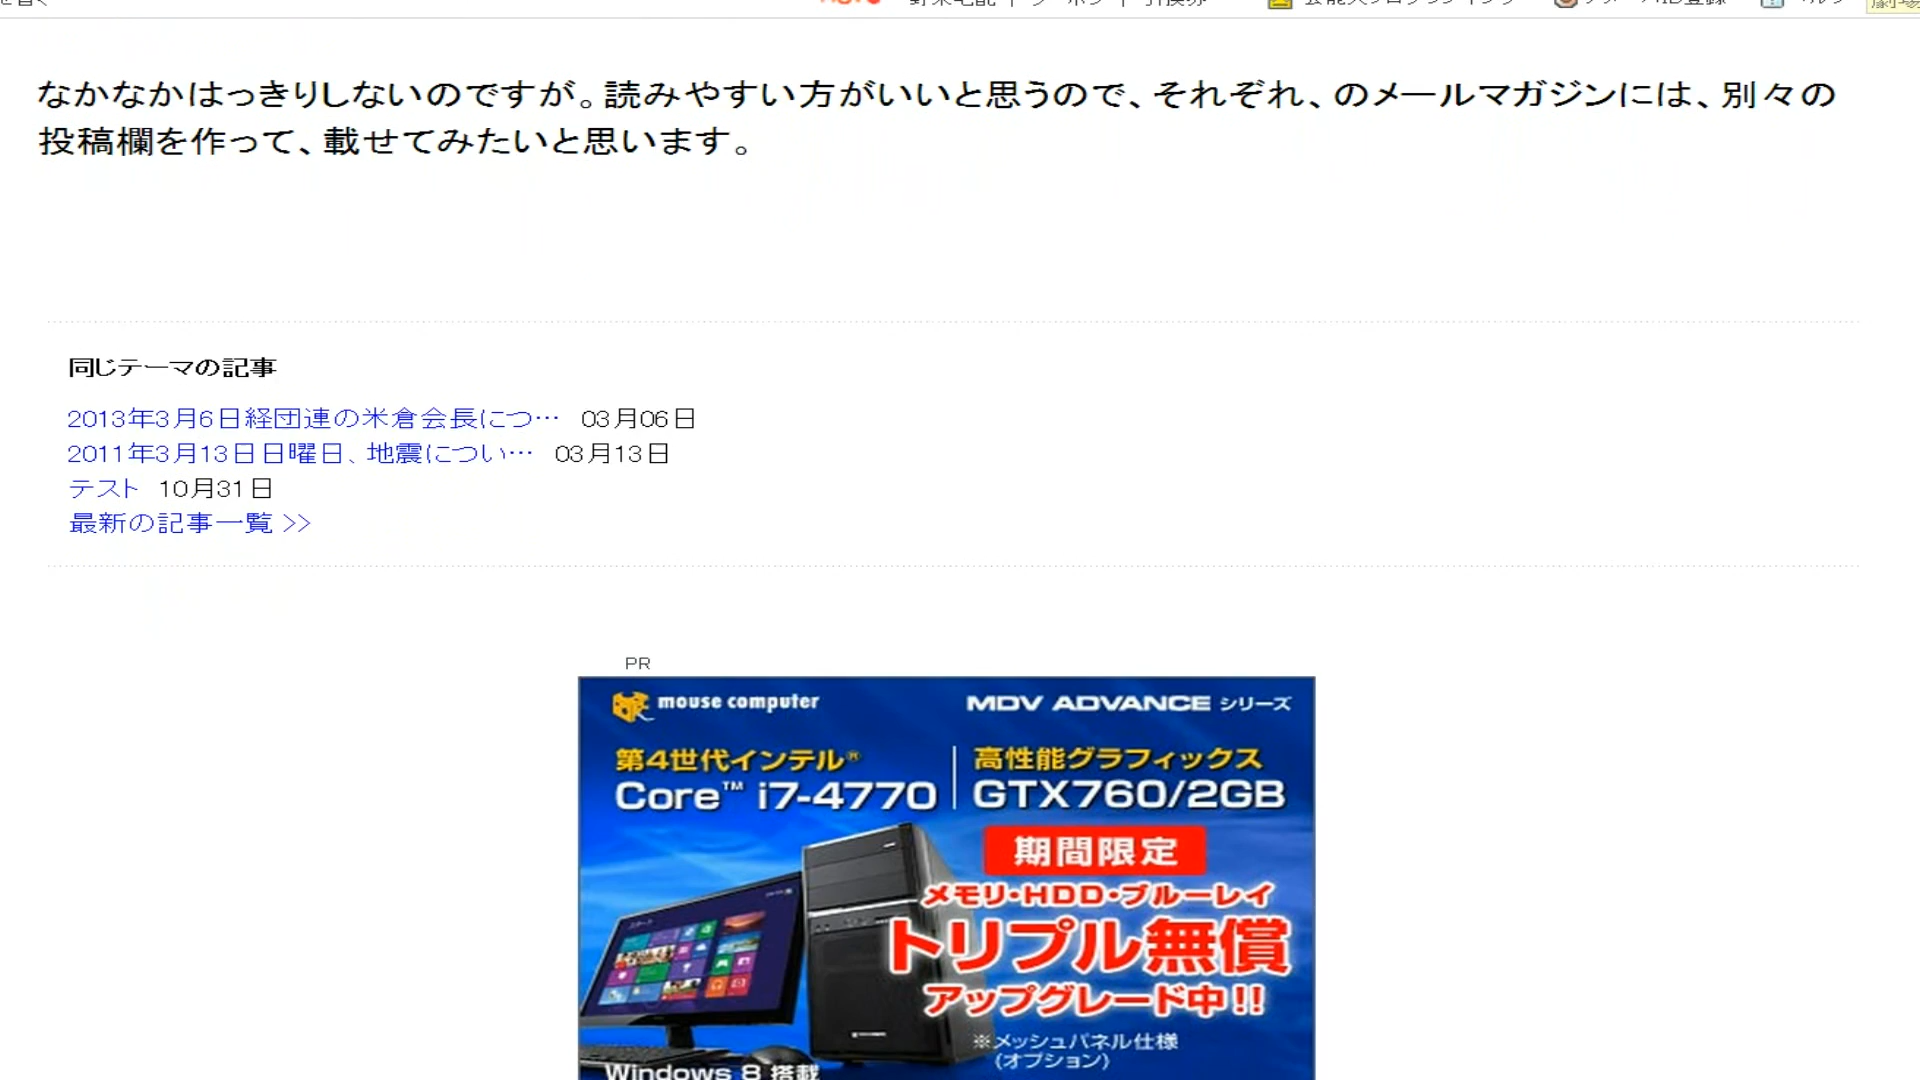 なかなかはっきりしないのですが。読みやすい方がいいと思うので、それぞれ、のメールマガジンには、別々の
投稿欄を作って、載せてみたいと思います。
同じテーマの記事
2013年3月6日経団連の米倉会長につ… 03月06日
2011年3月13日日曜日、地震につい… 03月13日
テスト 10月31日
最新の記事一覧 >>
PR
mouse computer
MDV ADVANCE シリーズ
第4世代インテル®
Core™ i7-4770
高性能グラフィックス
GTX760/2GB
期間限定
メモリ・HDD・ブルーレイ
トリプル無償
アップグレード中!!
※メッシュパネル仕様
(オプション)
Windows 8 搭載